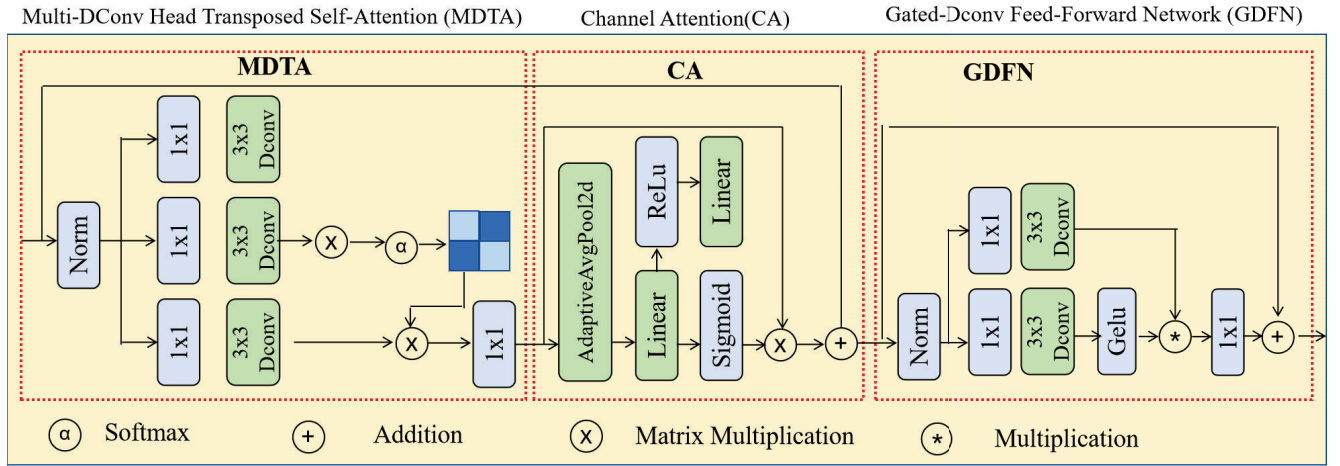 Multi-DConv Head Transposed Self-Attention (MDTA)
Channel Attention(CA)
Gated-Dconv Feed-Forward Network (GDFN)
MDTA
CA
GDFN
Norm
1x1
3x3
Dconv
1x1
3x3
Dconv
X
α
1x1
3x3
Dconv
X
1x1
AdaptiveAvgPool2d
ReLu
Linear
Linear
Sigmoid
X
+
Norm
1x1
3x3
Dconv
1x1
3x3
Dconv
Gelu
*
1x1
+
α Softmax
+ Addition
X Matrix Multiplication
* Multiplication